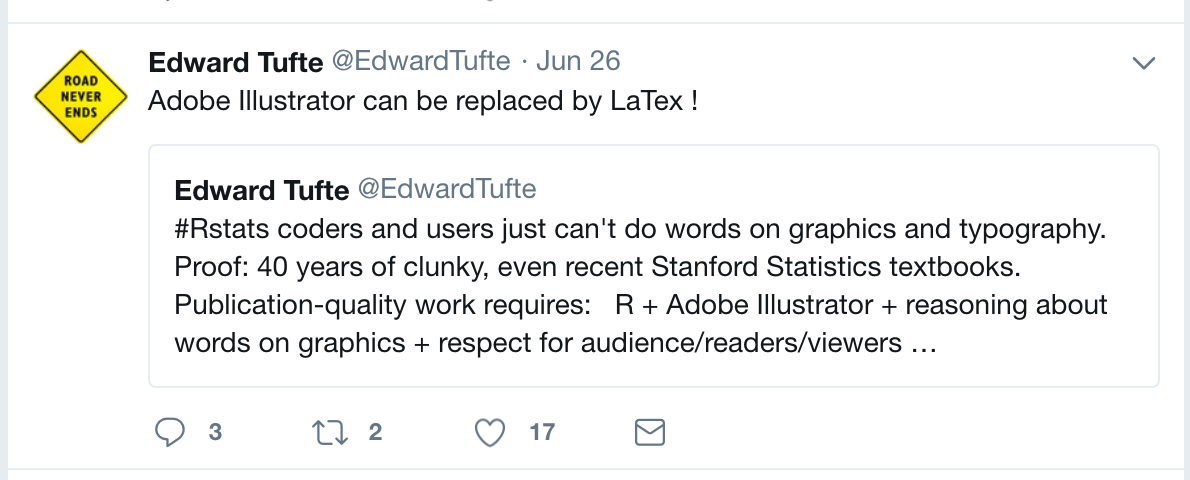 ROAD
NEVER
ENDS
Edward Tufte @EdwardTufte · Jun 26
Adobe Illustrator can be replaced by LaTex !
Edward Tufte @EdwardTufte
#Rstats coders and users just can't do words on graphics and typography.
Proof: 40 years of clunky, even recent Stanford Statistics textbooks.
Publication-quality work requires:   R + Adobe Illustrator + reasoning about
words on graphics + respect for audience/readers/viewers …
3 2 17